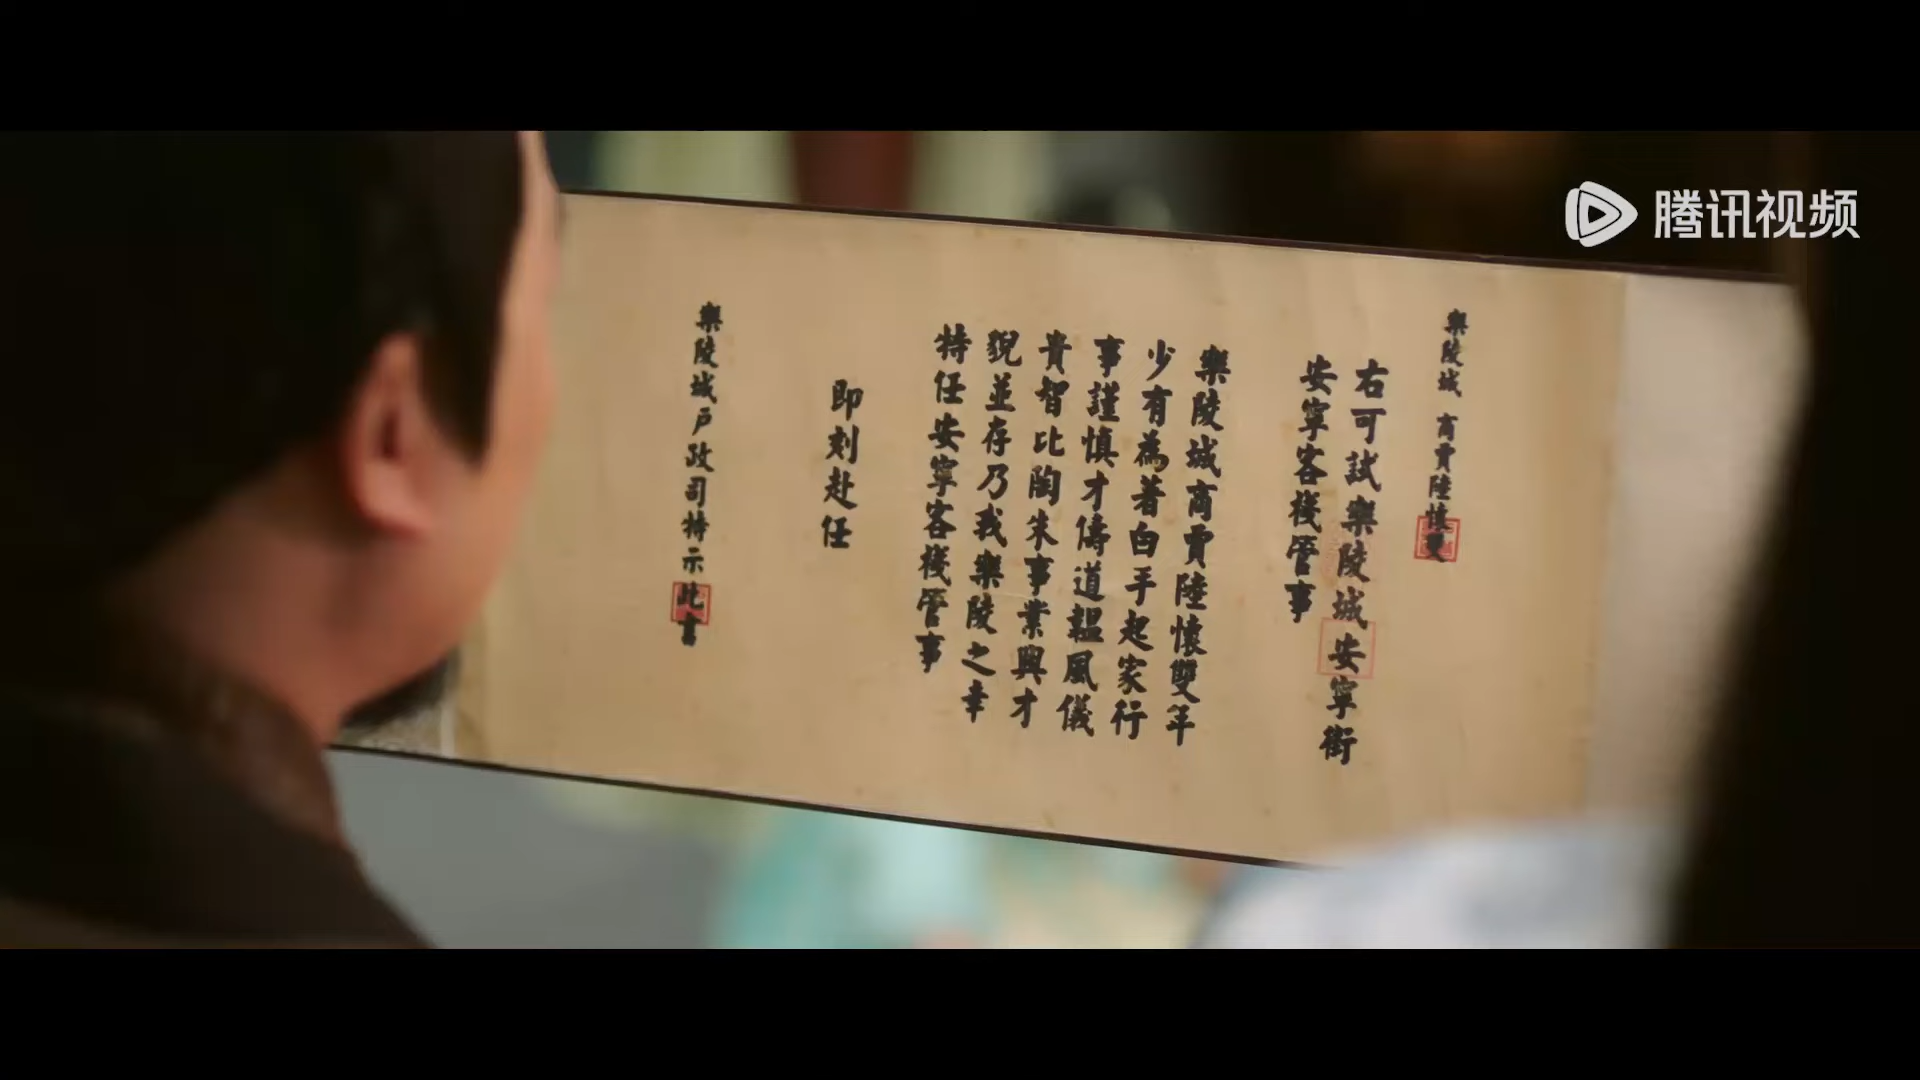 腾讯视频
樂陵城 商賈陸懷雙
右可試樂陵城安寧街
安寧客棧管事
樂陵城商賈陸懷雙年
少有為著白手起家行
事謹慎才儔道韞風儀
貴智比陶朱事業興才
貌並存乃我樂陵之幸
特任安寧客棧管事
即刻赴任
樂陵城戶政司特示此書